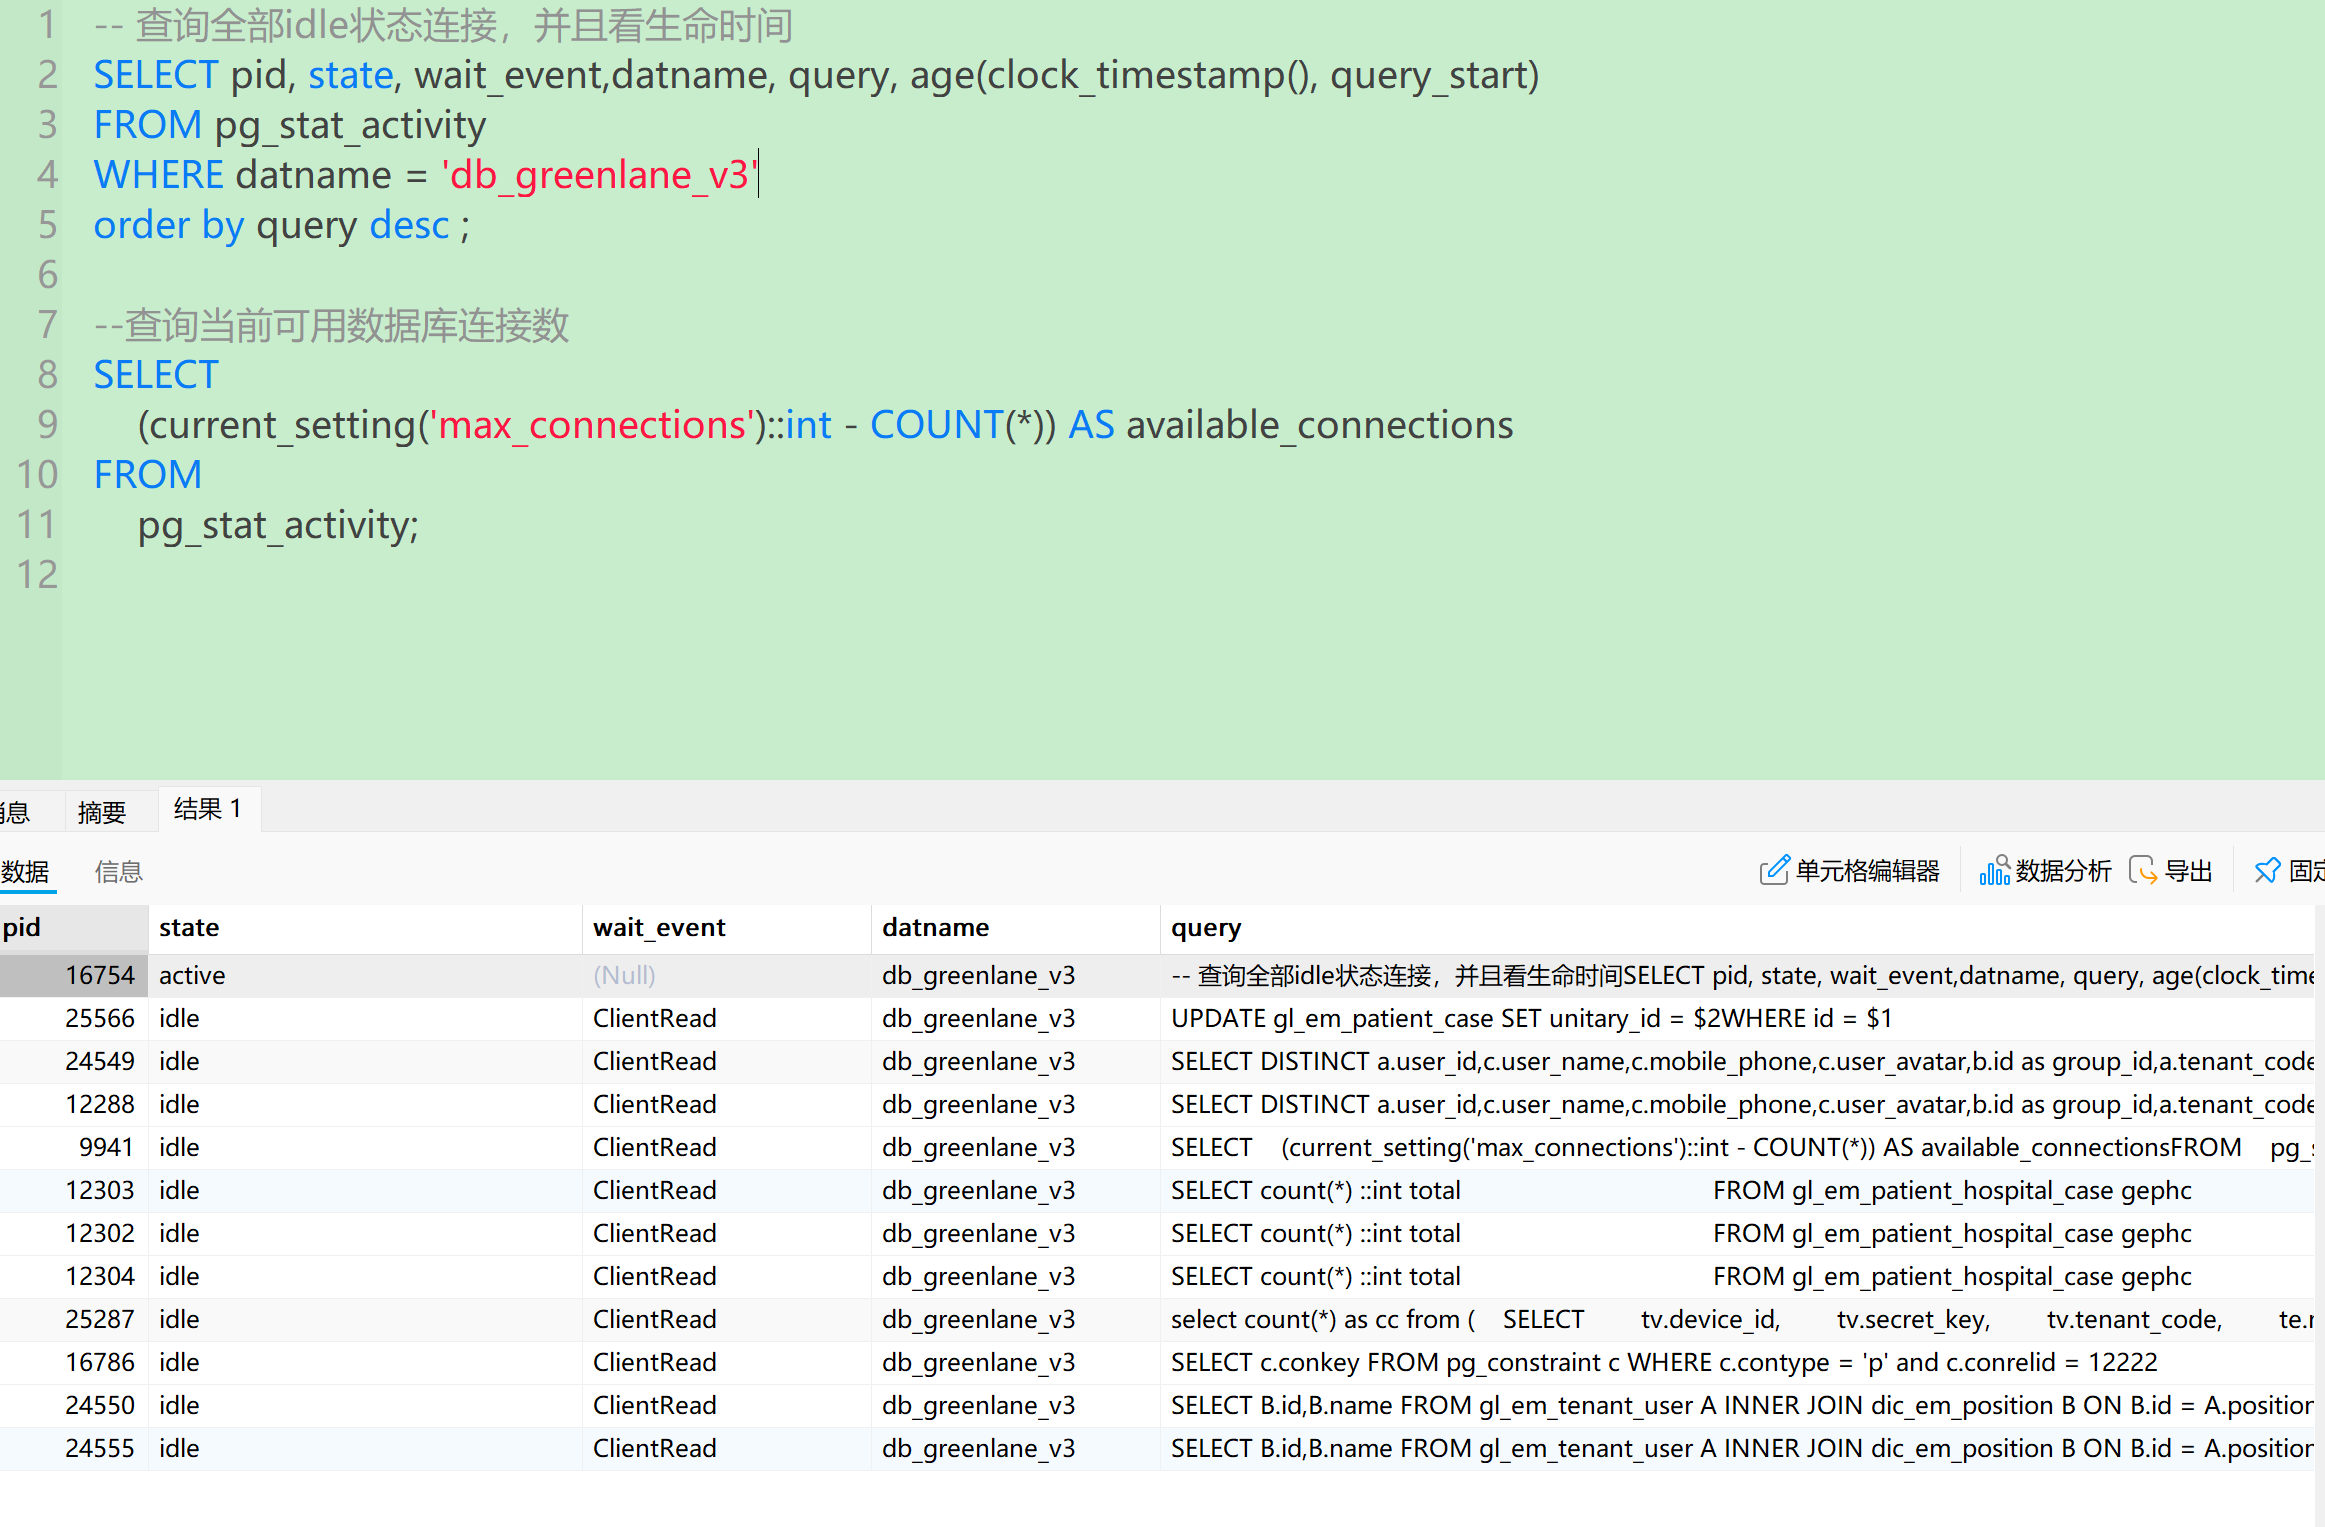 1 -- 查询全部idle状态连接，并且看生命时间
2 SELECT pid, state, wait_event,datname, query, age(clock_timestamp(), query_start)
3 FROM pg_stat_activity
4 WHERE datname = 'db_greenlane_v3'
5 order by query desc ;
6
7 --查询当前可用数据库连接数
8 SELECT
9 (current_setting('max_connections')::int - COUNT(*)) AS available_connections
10 FROM
11 pg_stat_activity;
12
息 摘要 结果 1
数据 信息 单元格编辑器 数据分析 导出 固定
pid state wait_event datname query
16754 active (Null) db_greenlane_v3 -- 查询全部idle状态连接，并且看生命时间SELECT pid, state, wait_event,datname, query, age(clock_time
25566 idle ClientRead db_greenlane_v3 UPDATE gl_em_patient_case SET unitary_id = $2WHERE id = $1
24549 idle ClientRead db_greenlane_v3 SELECT DISTINCT a.user_id,c.user_name,c.mobile_phone,c.user_avatar,b.id as group_id,a.tenant_code
12288 idle ClientRead db_greenlane_v3 SELECT DISTINCT a.user_id,c.user_name,c.mobile_phone,c.user_avatar,b.id as group_id,a.tenant_code
9941 idle ClientRead db_greenlane_v3 SELECT (current_setting('max_connections')::int - COUNT(*)) AS available_connectionsFROM pg_s
12303 idle ClientRead db_greenlane_v3 SELECT count(*) ::int total FROM gl_em_patient_hospital_case gephc
12302 idle ClientRead db_greenlane_v3 SELECT count(*) ::int total FROM gl_em_patient_hospital_case gephc
12304 idle ClientRead db_greenlane_v3 SELECT count(*) ::int total FROM gl_em_patient_hospital_case gephc
25287 idle ClientRead db_greenlane_v3 select count(*) as cc from ( SELECT tv.device_id, tv.secret_key, tv.tenant_code, te.r
16786 idle ClientRead db_greenlane_v3 SELECT c.conkey FROM pg_constraint c WHERE c.contype = 'p' and c.conrelid = 12222
24550 idle ClientRead db_greenlane_v3 SELECT B.id,B.name FROM gl_em_tenant_user A INNER JOIN dic_em_position B ON B.id = A.position
24555 idle ClientRead db_greenlane_v3 SELECT B.id,B.name FROM gl_em_tenant_user A INNER JOIN dic_em_position B ON B.id = A.position